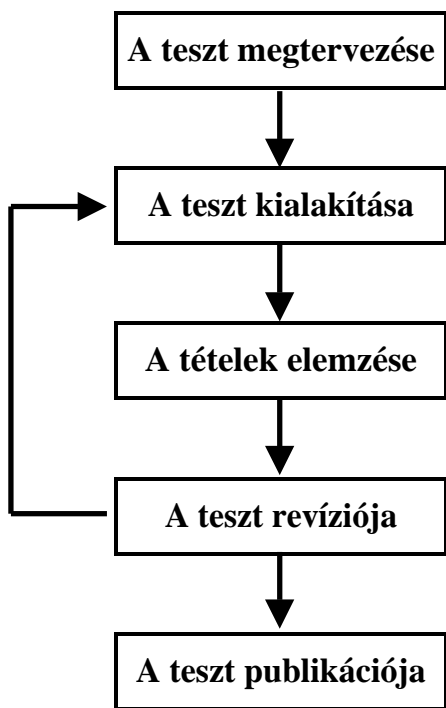 A teszt megtervezése
A teszt kialakítása
A tételek elemzése
A teszt revíziója
A teszt publikációja